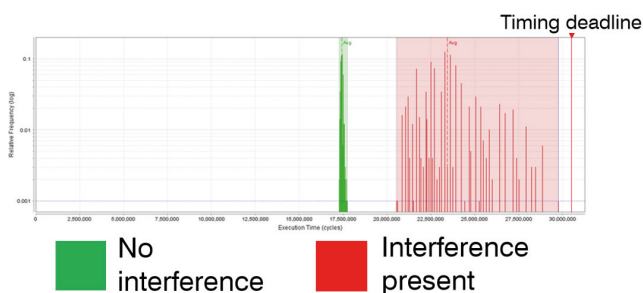 Timing deadline
Avg
Avg
0.1
0.01
0.001
Relative Frequency (log)
0
2,500,000
5,000,000
7,500,000
10,000,000
12,500,000
15,000,000
17,500,000
20,000,000
22,500,000
25,000,000
27,500,000
30,000,000
Execution Time (cycles)
No
interference
Interference
present